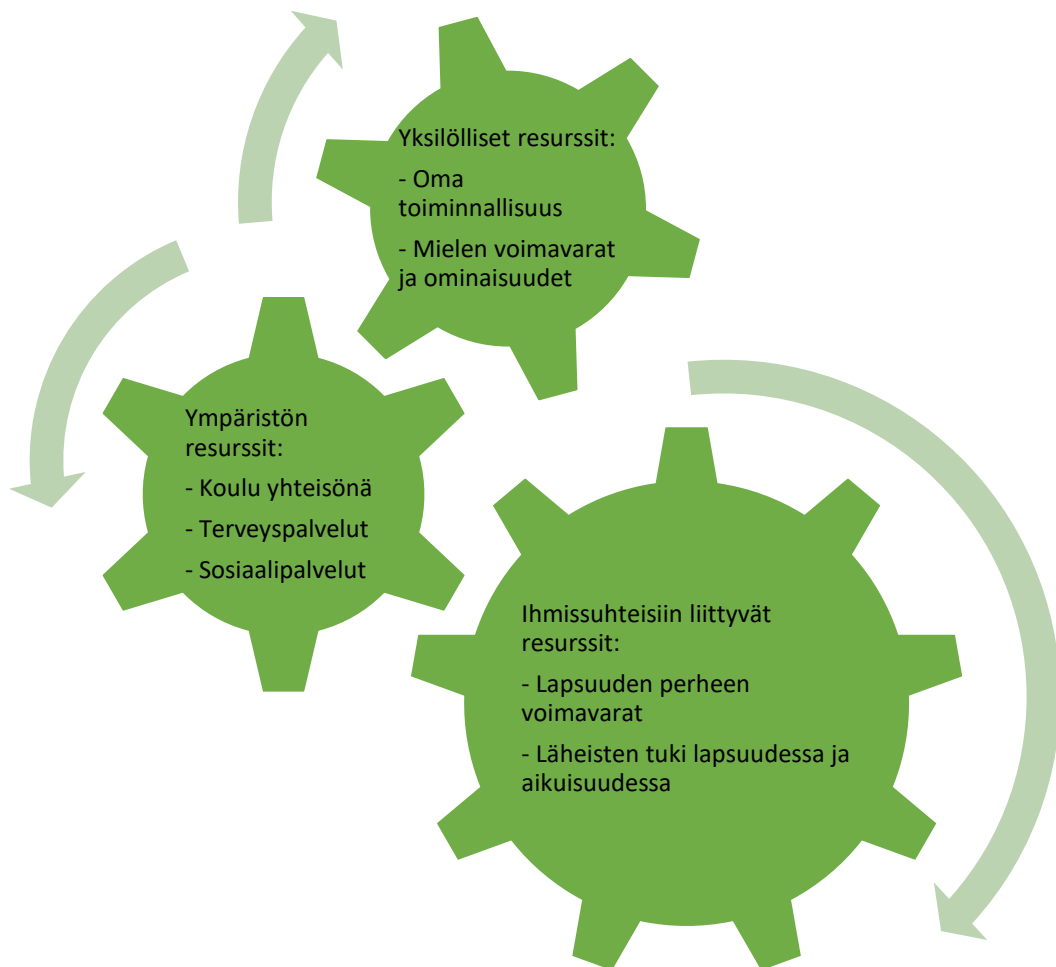 Yksilölliset resurssit:
- Oma
toiminnallisuus
- Mielen voimavarat
ja ominaisuudet
Ympäristön
resurssit:
- Koulu yhteisönä
- Terveyspalvelut
- Sosiaalipalvelut
Ihmissuhteisiin liittyvät
resurssit:
- Lapsuuden perheen
voimavarat
- Läheisten tuki lapsuudessa ja
aikuisuudessa